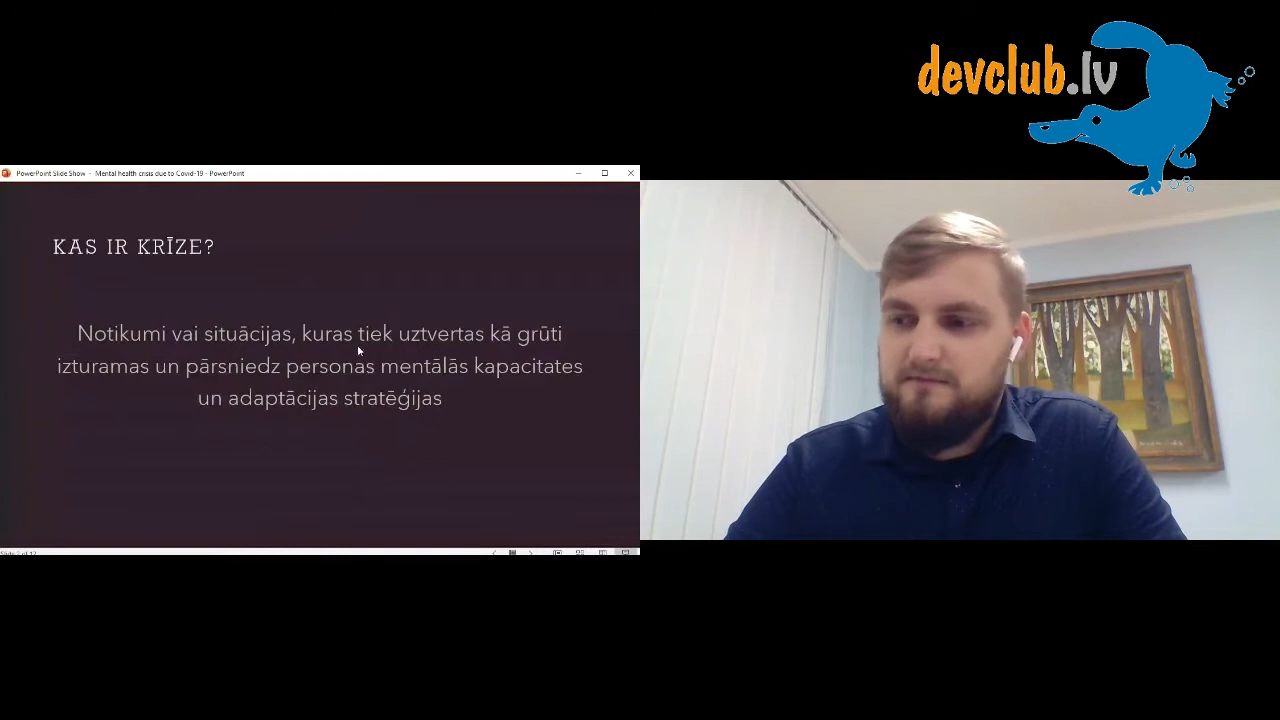 devclub.lv
PowerPoint Slide Show - Mental health crisis due to Covid-19 - PowerPoint
KAS IR KRĪZE?
Notikumi vai situācijas, kuras tiek uztvertas kā grūti
izturamas un pārsniedz personas mentālās kapacitates
un adaptācijas stratēģijas